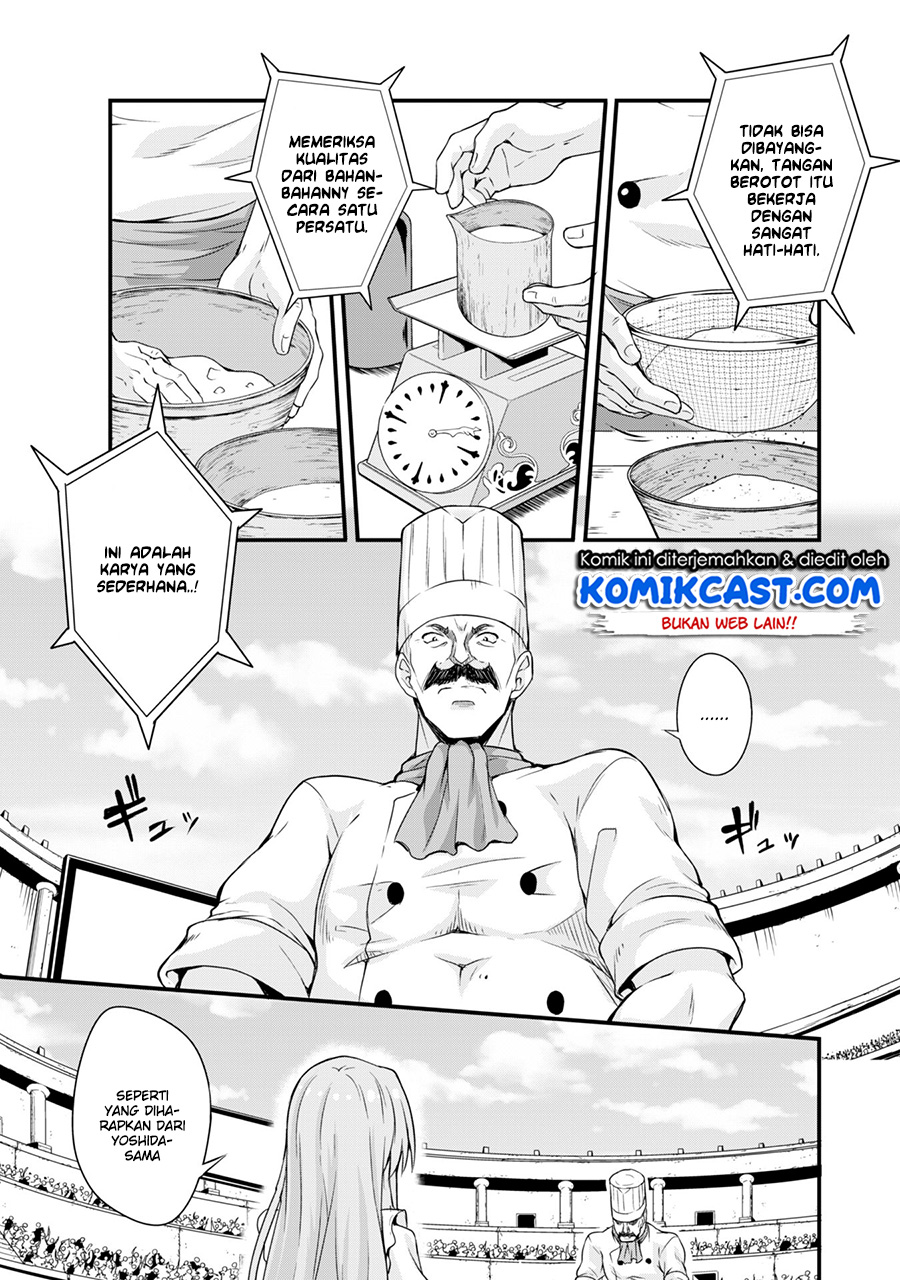 TIDAK BISA
DIBAYANG-
KAN, TANGAN
BEROTOT ITU
BEKERJA
DENGAN
SANGAT
HATI-HATI.
MEMERIKSA
KUALITAS
DARI BAHAN-
BAHANNY SE-
CARA SATU
PERSATU.
INI ADALAH
KARYA YANG
SEDERHANA..!
Komik ini diterjemahkan & diedit oleh
KOMIKCAST.COM
BUKAN WEB LAIN!!
......
ギュッ
ギュッ
SEPERTI
YANG DIHA-
RAPKAN DARI
YOSHIDA-
SAMA